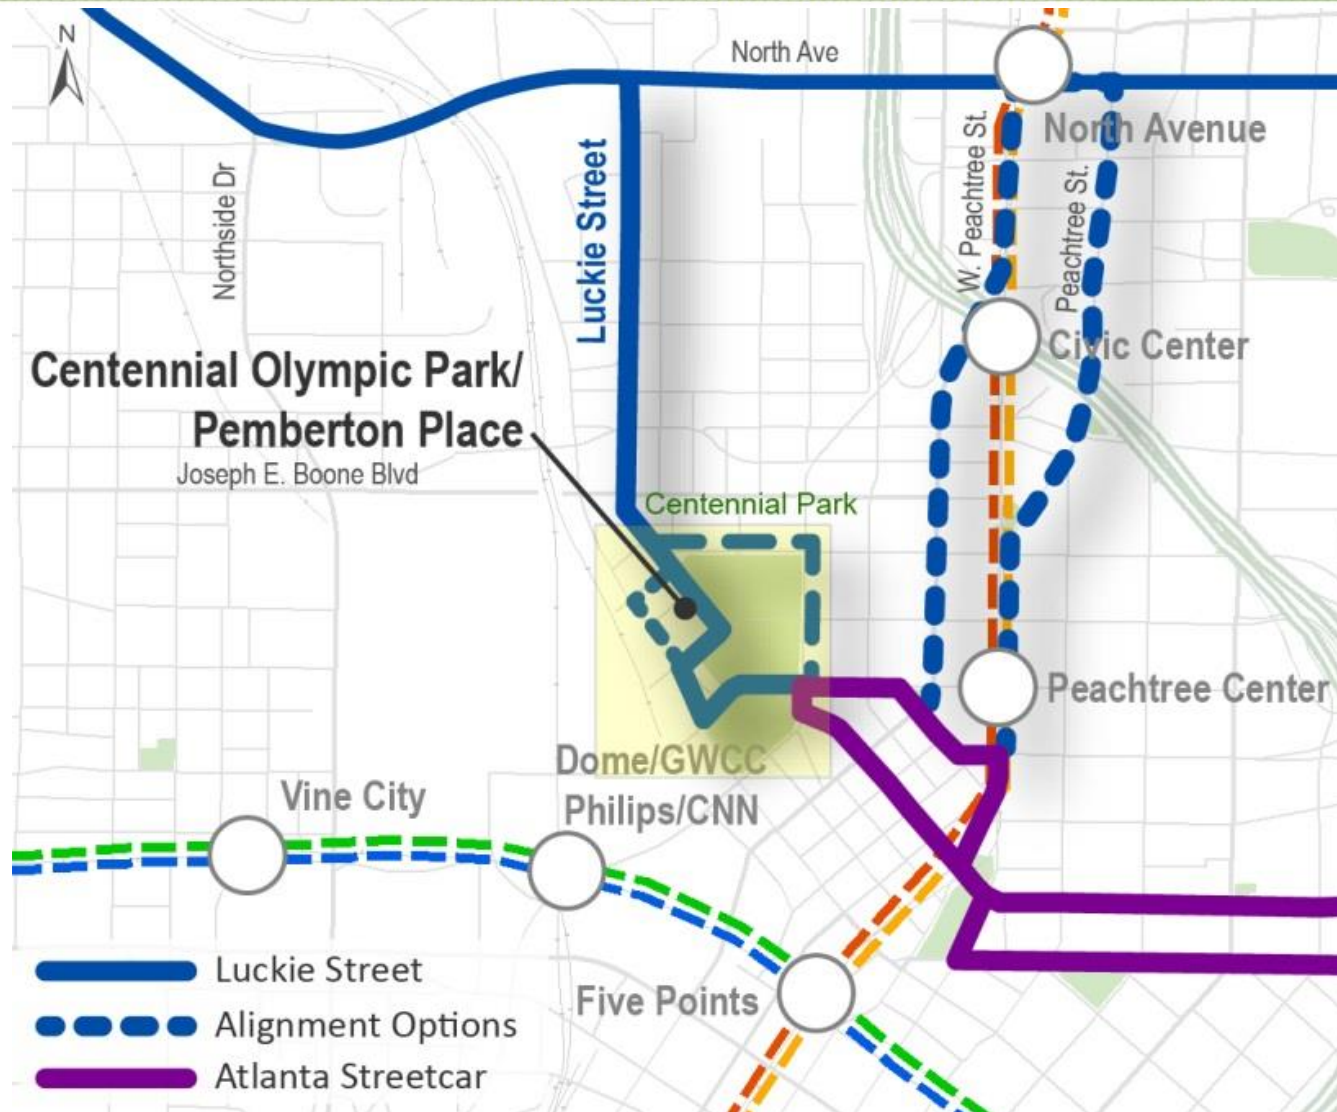 N
North Ave
North Avenue
W. Peachtree St.
Peachtree St.
Luckie Street
Northside Dr
Civic Center
Centennial Olympic Park/
Pemberton Place
Joseph E. Boone Blvd
Centennial Park
Peachtree Center
Dome/GWCC
Philips/CNN
Vine City
Five Points
Luckie Street
Alignment Options
Atlanta Streetcar